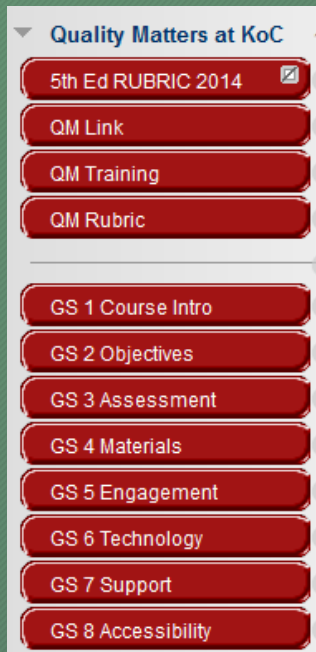 Quality Matters at KoC
5th Ed RUBRIC 2014
QM Link
QM Training
QM Rubric
GS 1 Course Intro
GS 2 Objectives
GS 3 Assessment
GS 4 Materials
GS 5 Engagement
GS 6 Technology
GS 7 Support
GS 8 Accessibility